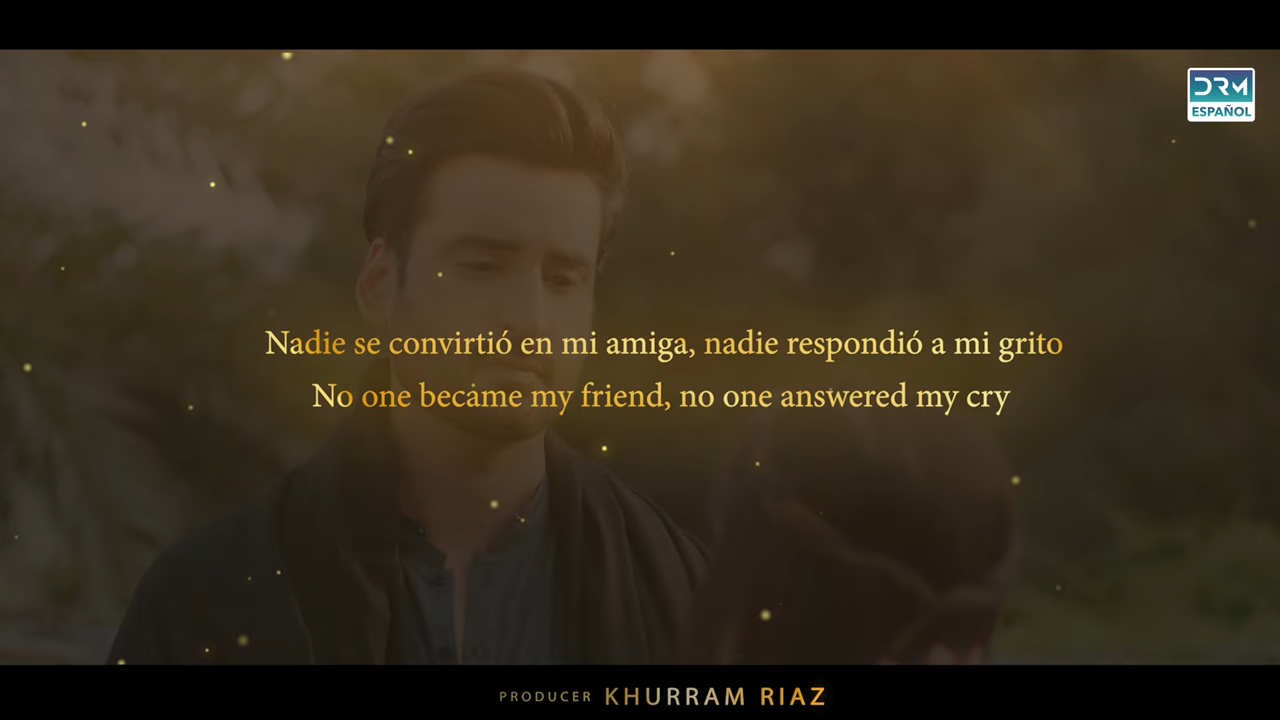 DRM
ESPAÑOL
Nadie se convirtió en mi amiga, nadie respondió a mi grito
No one became my friend, no one answered my cry
PRODUCER KHURRAM RIAZ